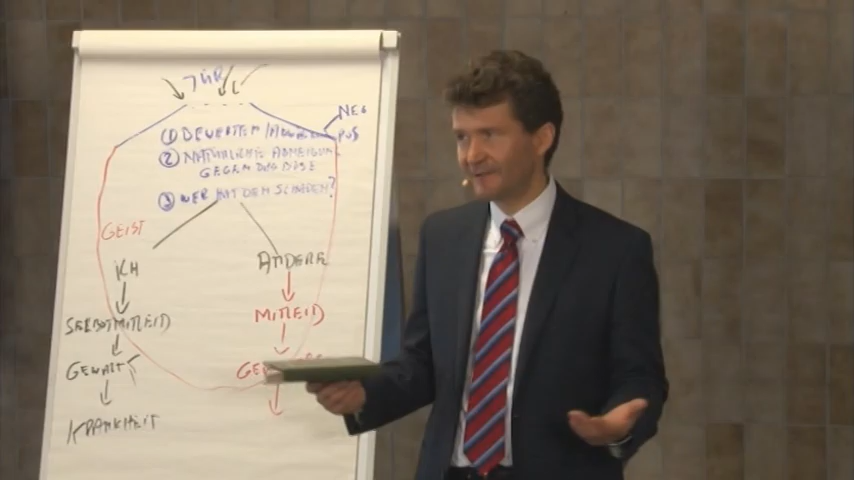 TÜR
NEG
① BEWERTEN /
POS
② NATÜRLICHE ABNEIGUNG
GEGEN DAS BÖSE
③ WER HAT DEN SCHADEN?
GEIST
ICH
ANDERE
SELBSTMITLEID
MITLEID
GEWALT
KRANKHEIT